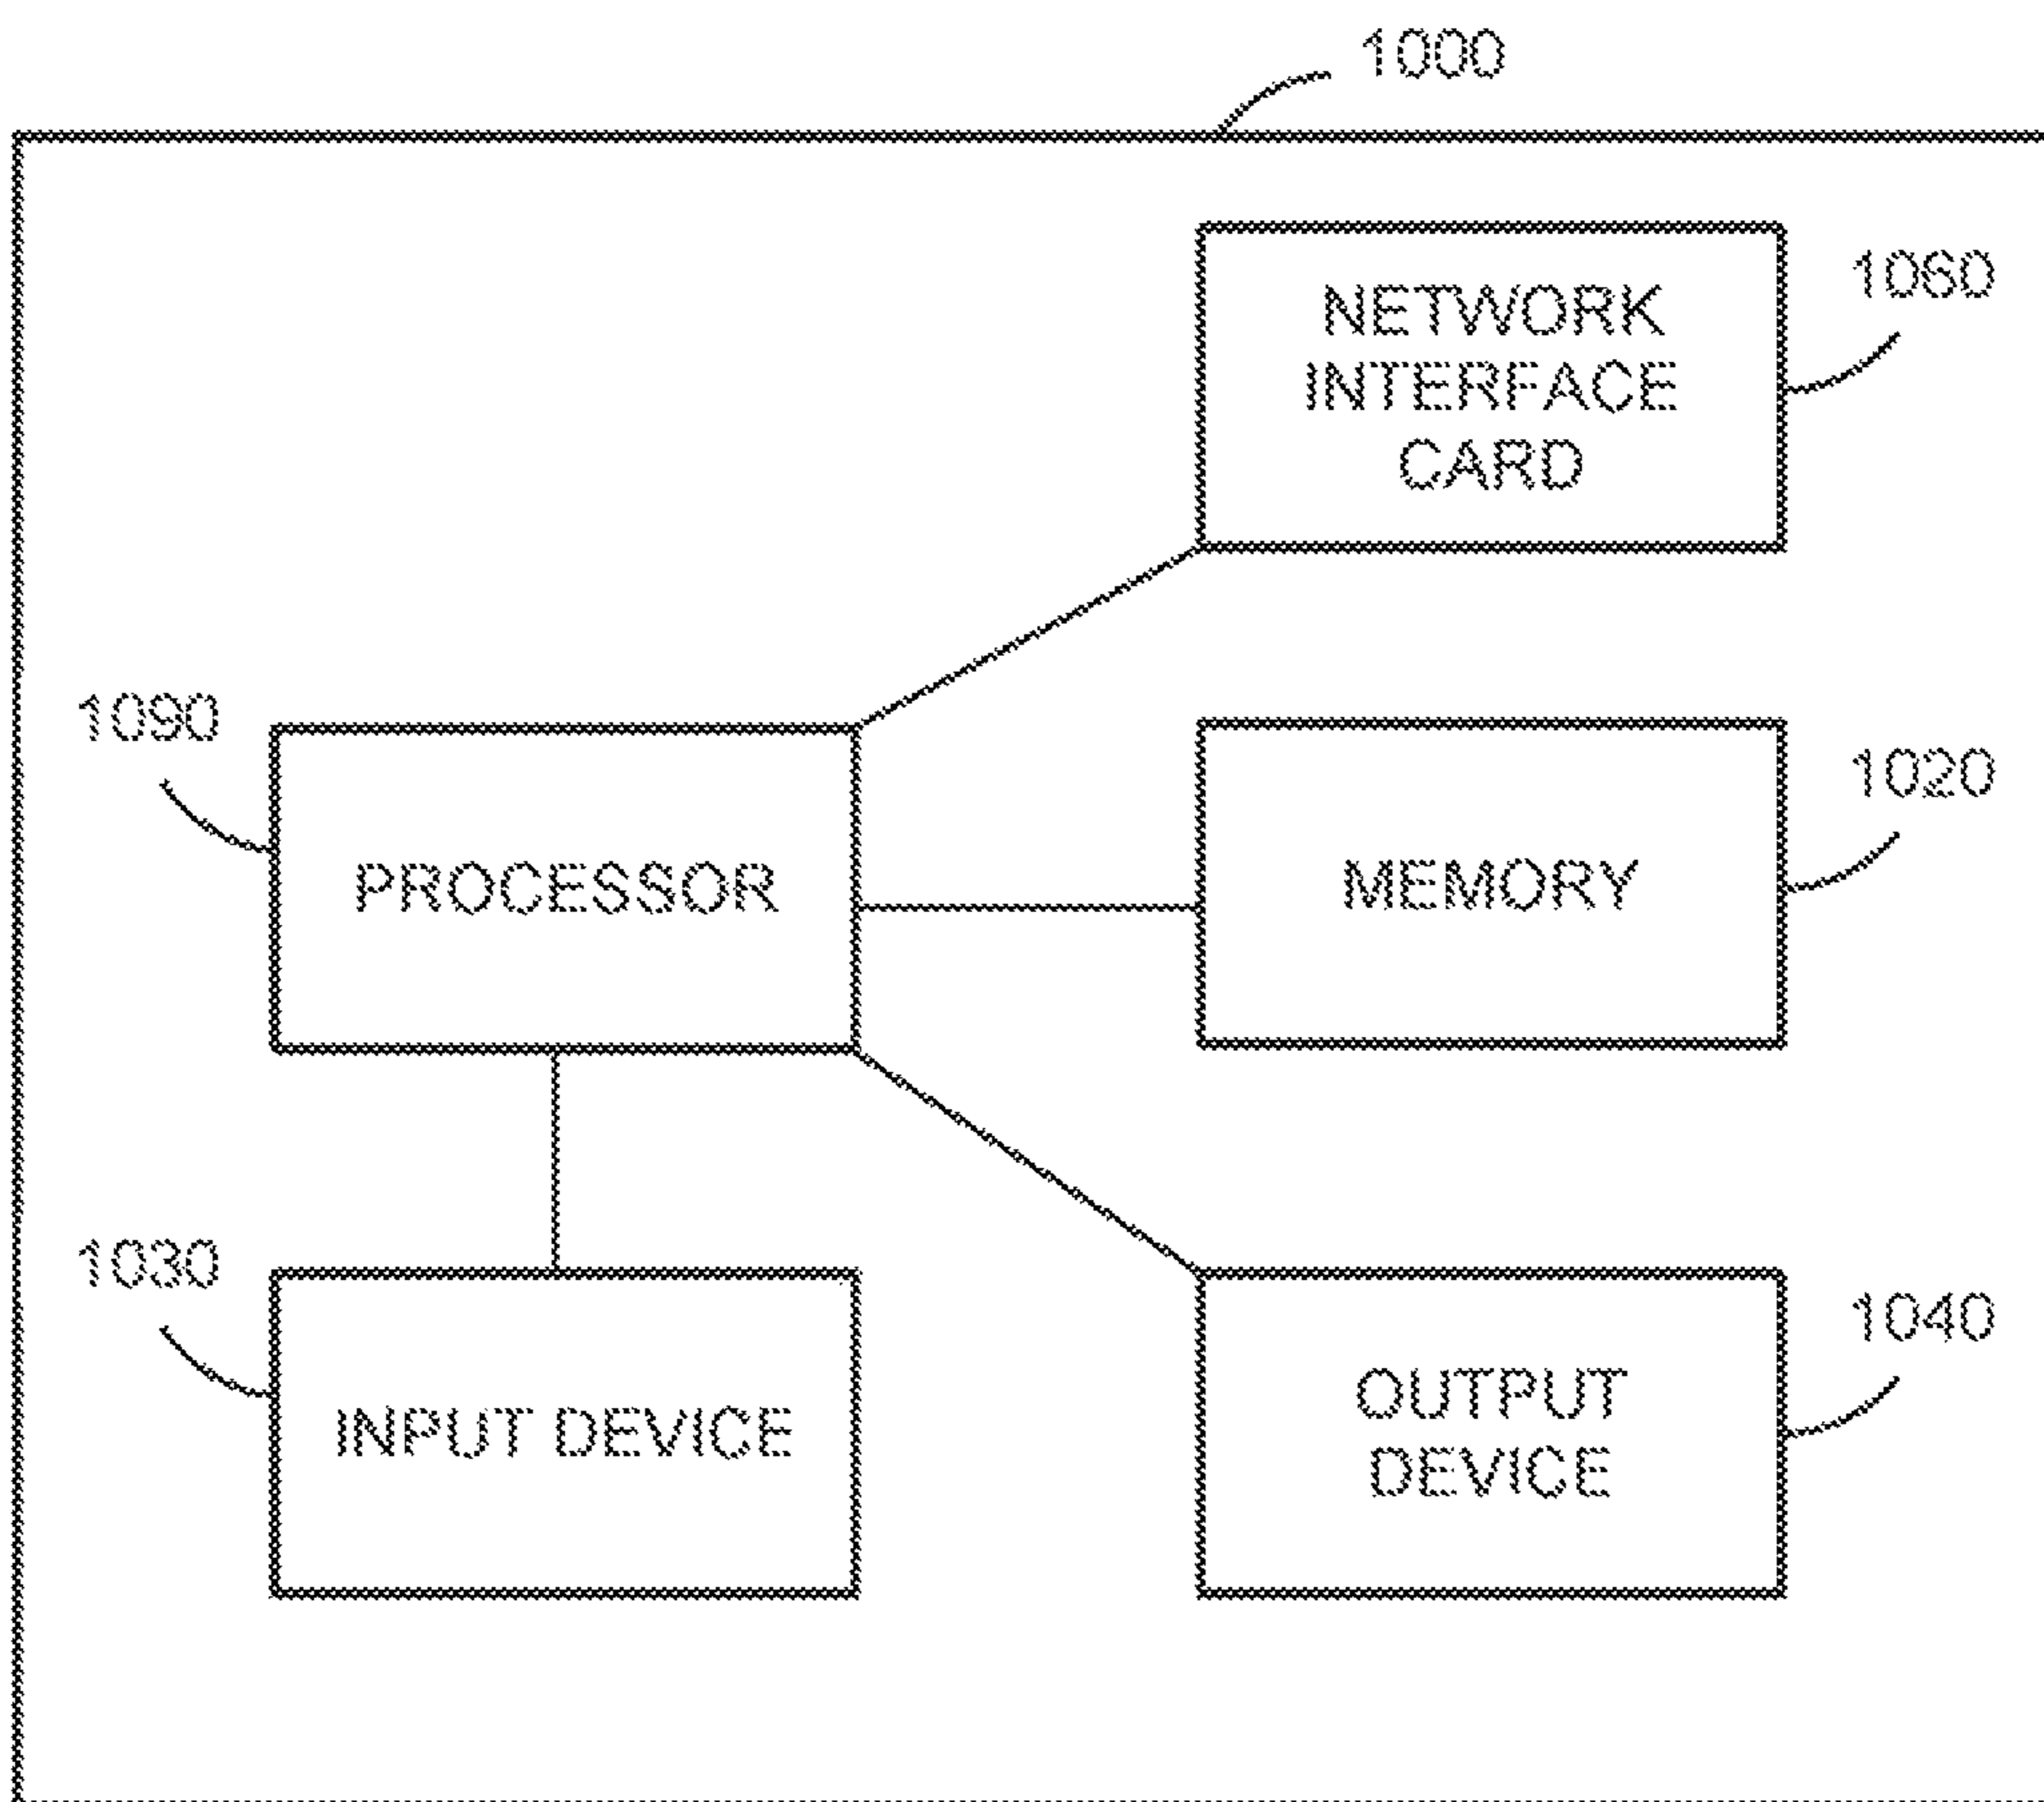 1000
NETWORK
INTERFACE
CARD
1060
1090
PROCESSOR
MEMORY
1020
1030
INPUT DEVICE
OUTPUT
DEVICE
1040